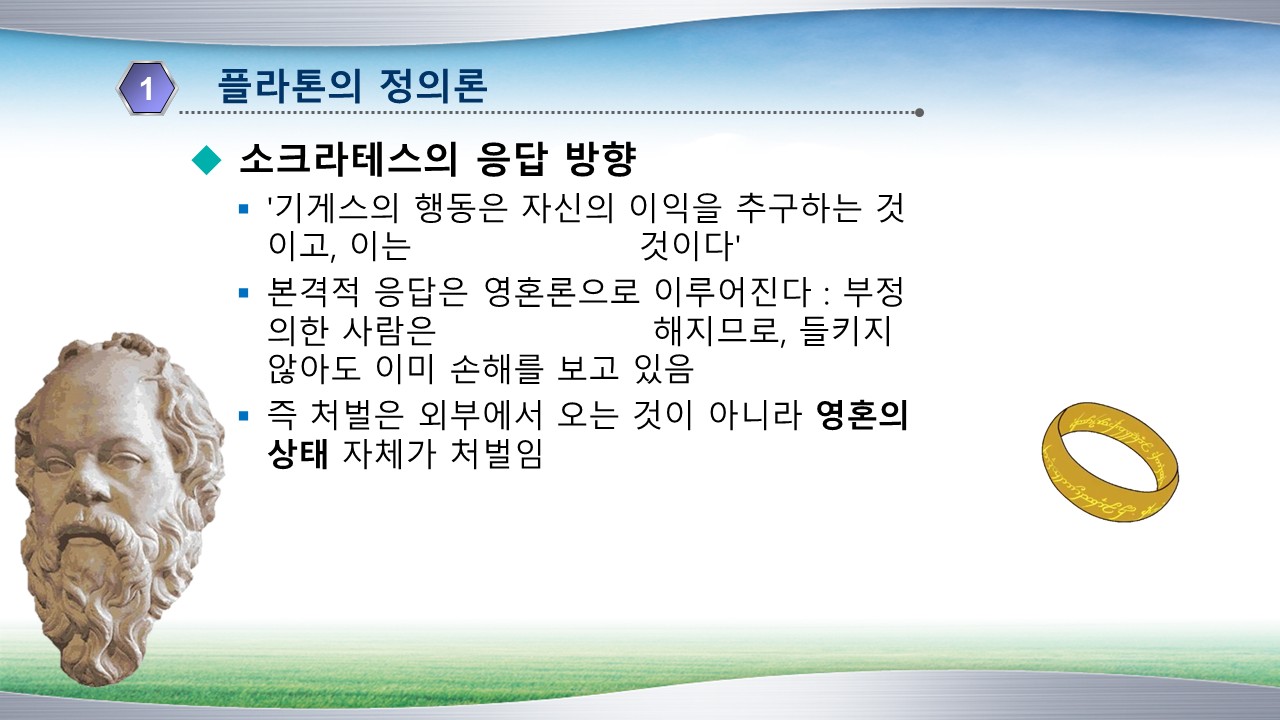 1
플라톤의 정의론
소크라테스의 응답 방향
'기게스의 행동은 자신의 이익을 추구하는 것
이고, 이는 것이다'
본격적 응답은 영혼론으로 이루어진다 : 부정
의한 사람은 해지므로, 들키지
않아도 이미 손해를 보고 있음
즉 처벌은 외부에서 오는 것이 아니라 영혼의
상태 자체가 처벌임